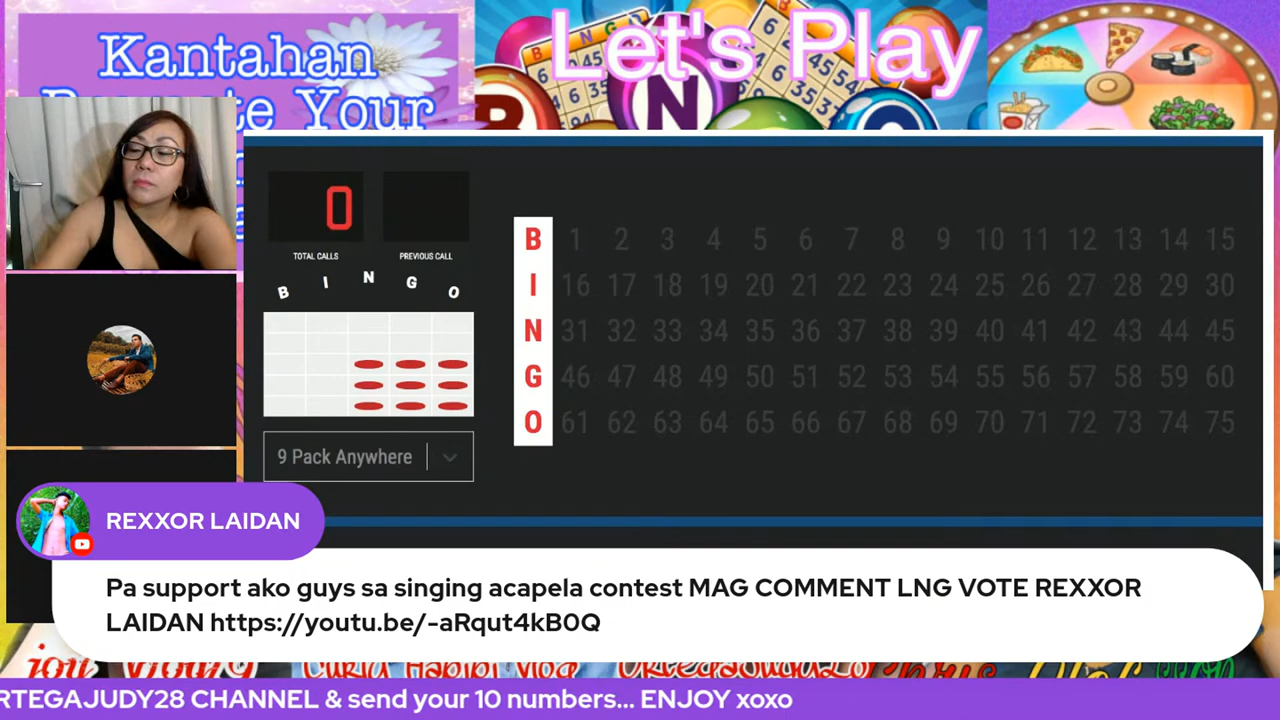 Kantahan
Let's Play
Promote Your
BINGO
0
TOTAL CALLS
PREVIOUS CALL
B I N G O
B 1 2 3 4 5 6 7 8 9 10 11 12 13 14 15
I 16 17 18 19 20 21 22 23 24 25 26 27 28 29 30
N 31 32 33 34 35 36 37 38 39 40 41 42 43 44 45
G 46 47 48 49 50 51 52 53 54 55 56 57 58 59 60
O 61 62 63 64 65 66 67 68 69 70 71 72 73 74 75
9 Pack Anywhere
REXXOR LAIDAN
Pa support ako guys sa singing acapela contest MAG COMMENT LNG VOTE REXXOR
LAIDAN https://youtu.be/-aRqut4kB0Q
RTEGAJUDY28 CHANNEL & send your 10 numbers... ENJOY xoxo